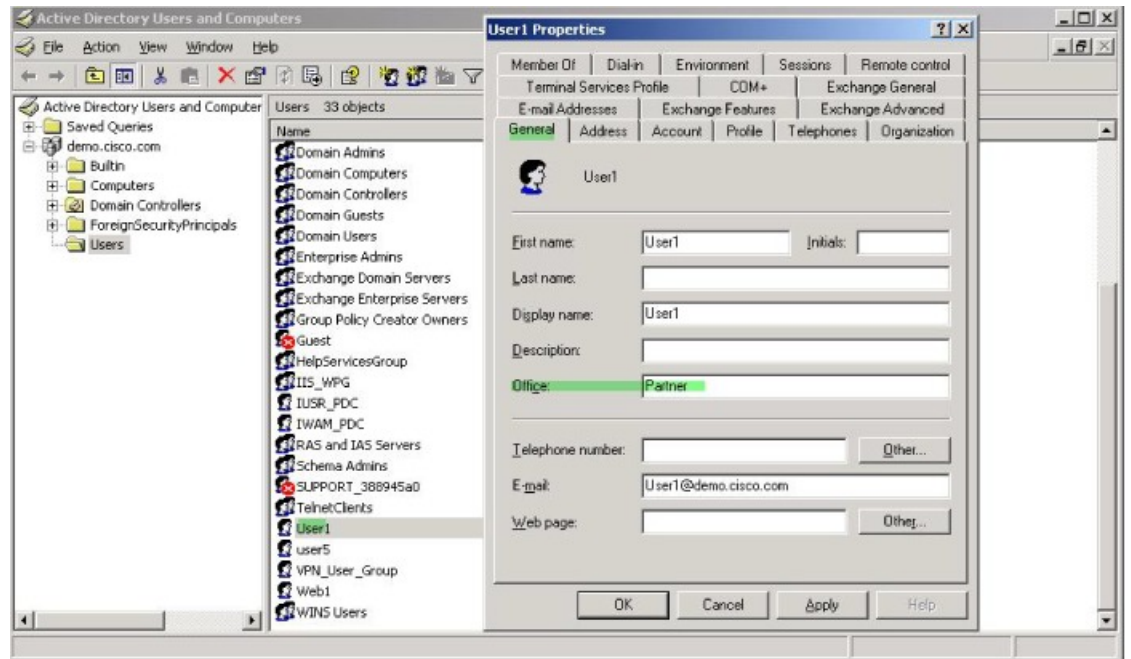 Active Directory Users and Computers
File Action View Window Help
Active Directory Users and Computer
Saved Queries
demo.cisco.com
Builtin
Computers
Domain Controllers
ForeignSecurityPrincipals
Users
Users 33 objects
Name
Domain Admins
Domain Computers
Domain Controllers
Domain Guests
Domain Users
Enterprise Admins
Exchange Domain Servers
Exchange Enterprise Servers
Group Policy Creator Owners
Guest
HelpServicesGroup
IIS_WPG
IUSR_PDC
IWAM_PDC
RAS and IAS Servers
Schema Admins
SUPPORT_388945a0
TelnetClients
User1
user5
VPN_User_Group
Web1
WINS Users
User1 Properties
Member Of Dial-in Environment Sessions Remote control
Terminal Services Profile COM+ Exchange General
E-mail Addresses Exchange Features Exchange Advanced
General Address Account Profile Telephones Organization
User1
First name: User1 Initials:
Last name:
Display name: User1
Description:
Office: Partner
Telephone number: Other...
E-mail: User1@demo.cisco.com
Web page: Other...
OK Cancel Apply Help